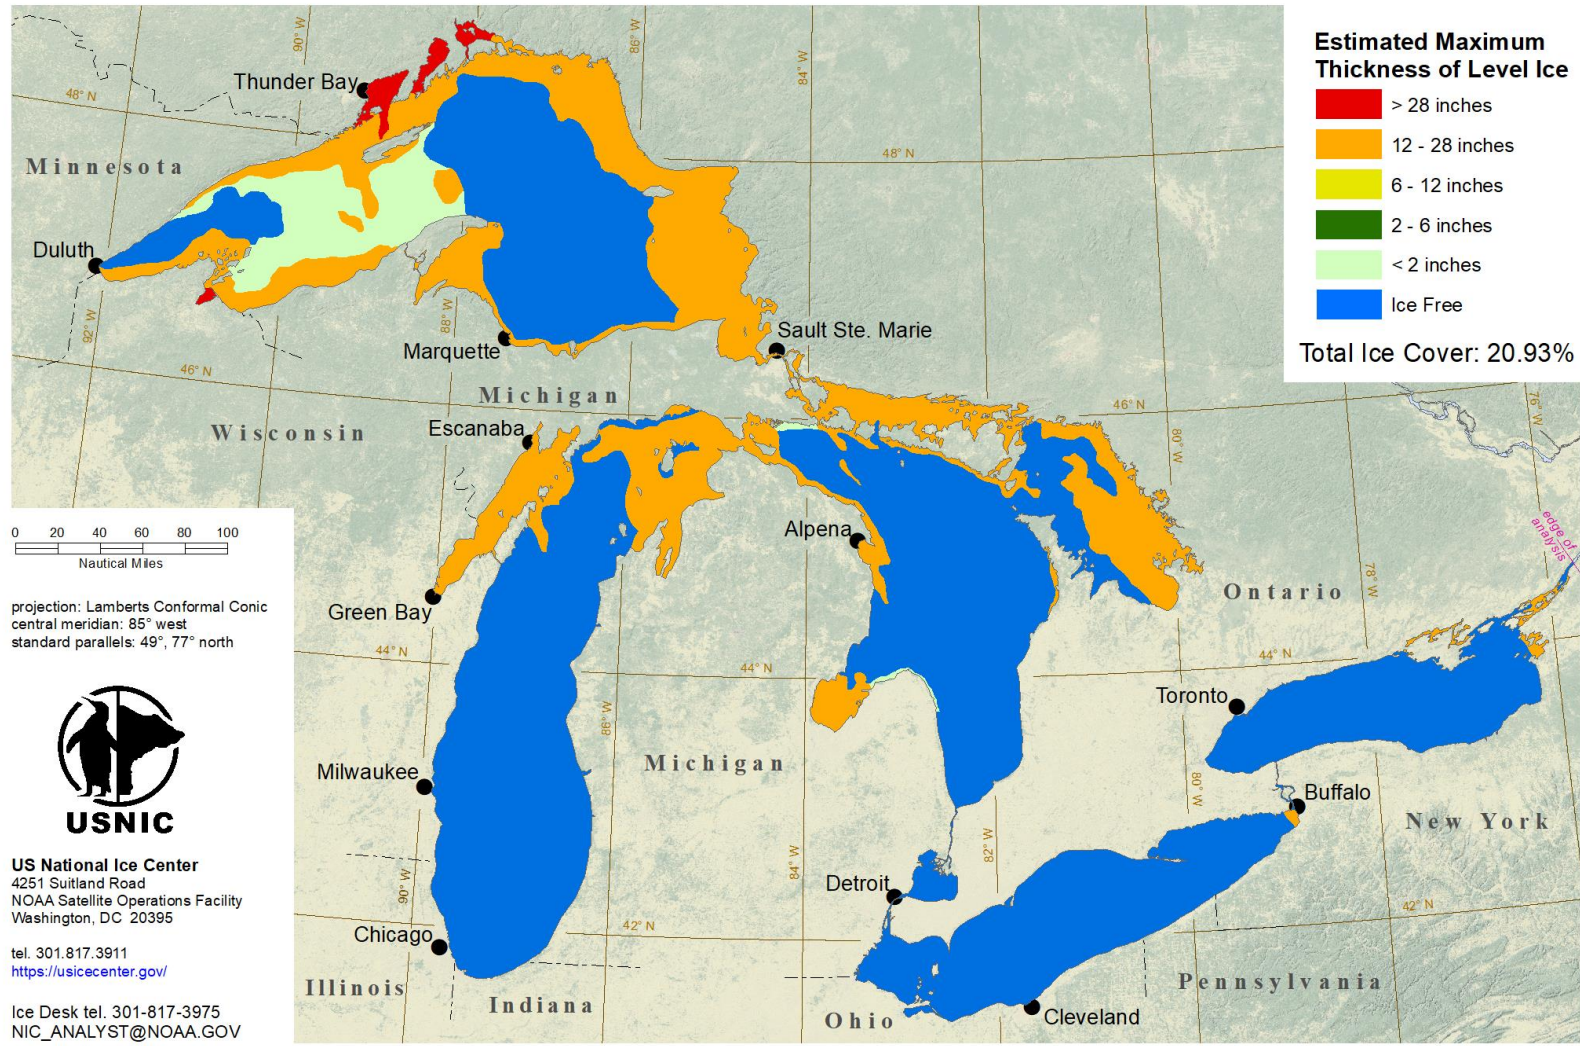 90° W
86° W
84° W
Estimated Maximum
Thickness of Level Ice
> 28 inches
12 - 28 inches
6 - 12 inches
2 - 6 inches
< 2 inches
Ice Free
Total Ice Cover: 20.93%
Thunder Bay
48° N
48° N
Minnesota
Duluth
92° W
88° W
Sault Ste. Marie
Marquette
46° N
Michigan
46° N
76° W
Wisconsin
Escanaba
80° W
0 20 40 60 80 100
Nautical Miles
Alpena
edge of
analysis
78° W
projection: Lamberts Conformal Conic
central meridian: 85° west
standard parallels: 49°, 77° north
Green Bay
Ontario
44° N
44° N
44° N
Toronto
86° W
USNIC
Milwaukee
Michigan
80° W
Buffalo
New York
82° W
84° W
90° W
US National Ice Center
4251 Suitland Road
NOAA Satellite Operations Facility
Washington, DC 20395
Detroit
42° N
42° N
Chicago
tel. 301.817.3911
https://usicecenter.gov/
Illinois
Indiana
Pennsylvania
Ohio
Cleveland
Ice Desk tel. 301-817-3975
NIC_ANALYST@NOAA.GOV